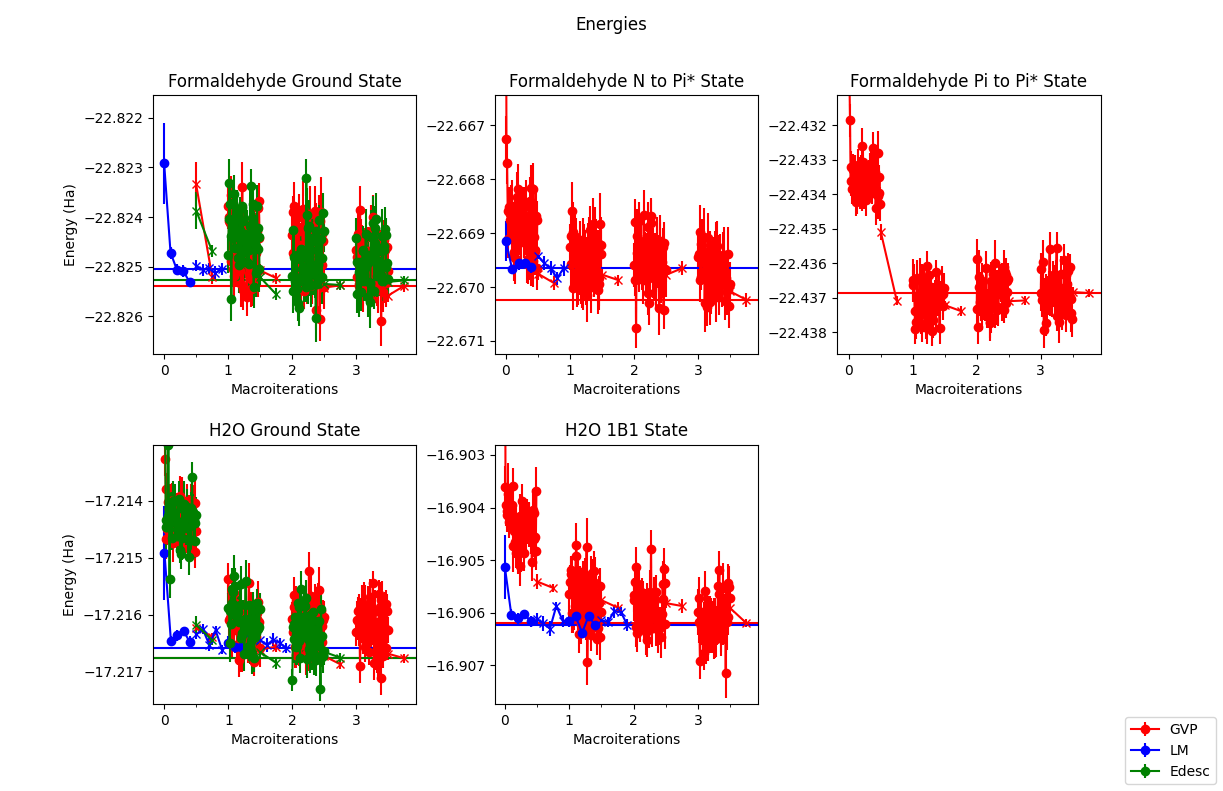 Energies
Formaldehyde Ground State
Formaldehyde N to Pi* State
Formaldehyde Pi to Pi* State
Energy (Ha)
−22.822
−22.823
−22.824
−22.825
−22.826
0 1 2 3
Macroiterations
−22.667
−22.668
−22.669
−22.670
−22.671
0 1 2 3
Macroiterations
−22.432
−22.433
−22.434
−22.435
−22.436
−22.437
−22.438
0 1 2 3
Macroiterations
H2O Ground State
H2O 1B1 State
Energy (Ha)
−17.214
−17.215
−17.216
−17.217
0 1 2 3
Macroiterations
−16.903
−16.904
−16.905
−16.906
−16.907
0 1 2 3
Macroiterations
GVP
LM
Edesc